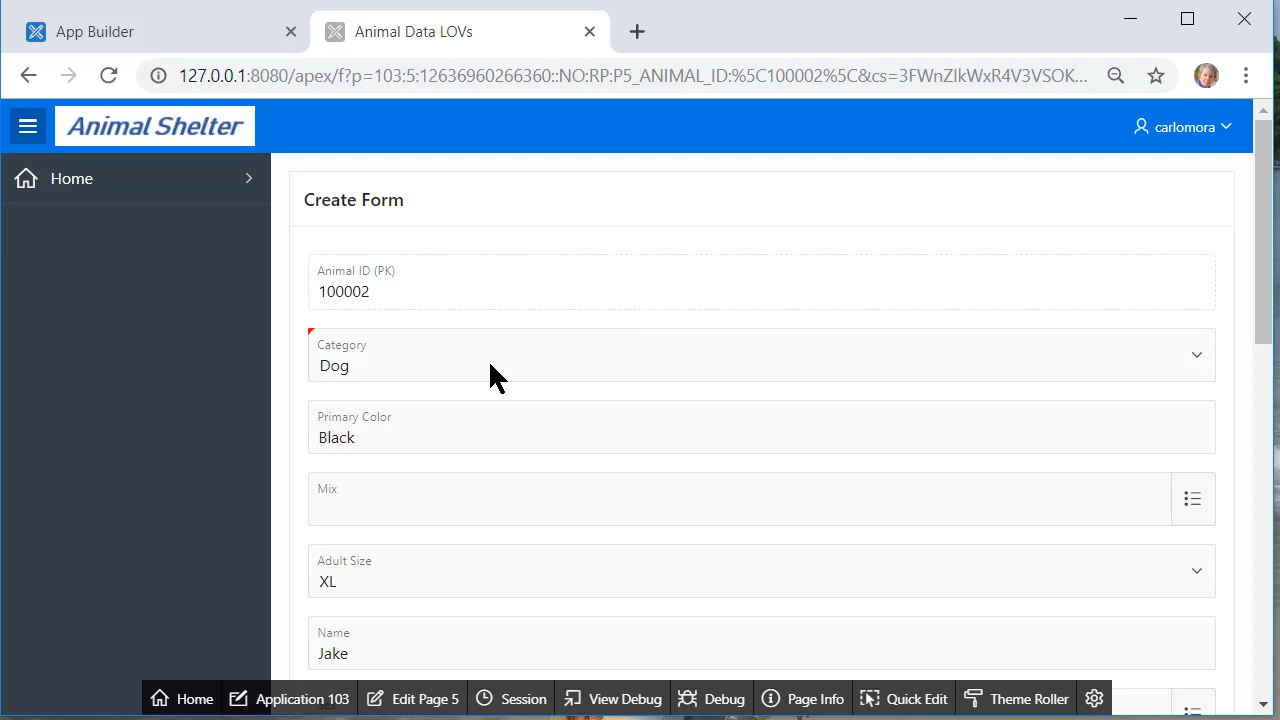 App Builder
Animal Data LOVs
127.0.0.1:8080/apex/f?p=103:5:12636960266360::NO:RP:P5_ANIMAL_ID:%5C100002%5C&cs=3FWnZIkWxR4V3VSOK...
Animal Shelter
carlomora
Home
Create Form
Animal ID (PK)
100002
Category
Dog
Primary Color
Black
Mix
Adult Size
XL
Name
Jake
Home
Application 103
Edit Page 5
Session
View Debug
Debug
Page Info
Quick Edit
Theme Roller